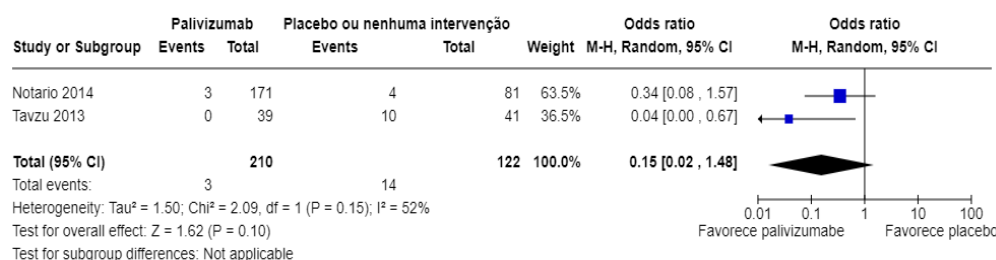 Palivizumab Placebo ou nenhuma intervenção Odds ratio Odds ratio
Study or Subgroup Events Total Events Total Weight M-H, Random, 95% CI M-H, Random, 95% CI
Notario 2014 3 171 4 81 63.5% 0.34 [0.08 , 1.57]
Tavzu 2013 0 39 10 41 36.5% 0.04 [0.00 , 0.67]
Total (95% CI) 210 122 100.0% 0.15 [0.02 , 1.48]
Total events: 3 14
Heterogeneity: Tau² = 1.50; Chi² = 2.09, df = 1 (P = 0.15); I² = 52%
Test for overall effect: Z = 1.62 (P = 0.10)
Test for subgroup differences: Not applicable
0.01 0.1 1 10 100
Favorece palivizumabe Favorece placebo